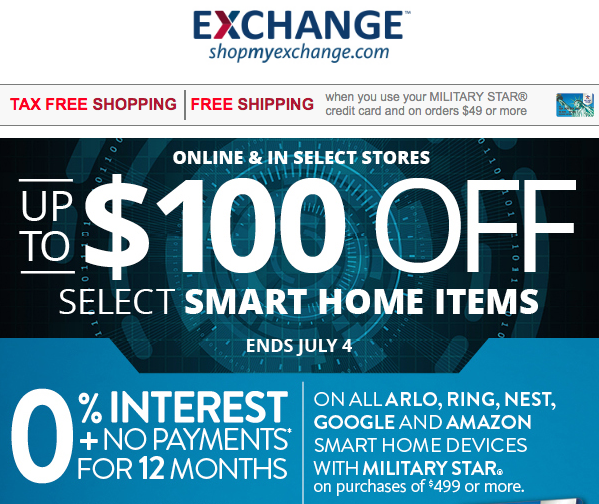 EXCHANGE™
shopmyexchange.com
TAX FREE SHOPPING | FREE SHIPPING when you use your MILITARY STAR®
credit card and on orders $49 or more
ONLINE & IN SELECT STORES
UP TO $100 OFF
SELECT SMART HOME ITEMS
ENDS JULY 4
0% INTEREST
+NO PAYMENTS*
FOR 12 MONTHS
ON ALL ARLO, RING, NEST,
GOOGLE AND AMAZON
SMART HOME DEVICES
WITH MILITARY STAR®
on purchases of $499 or more.